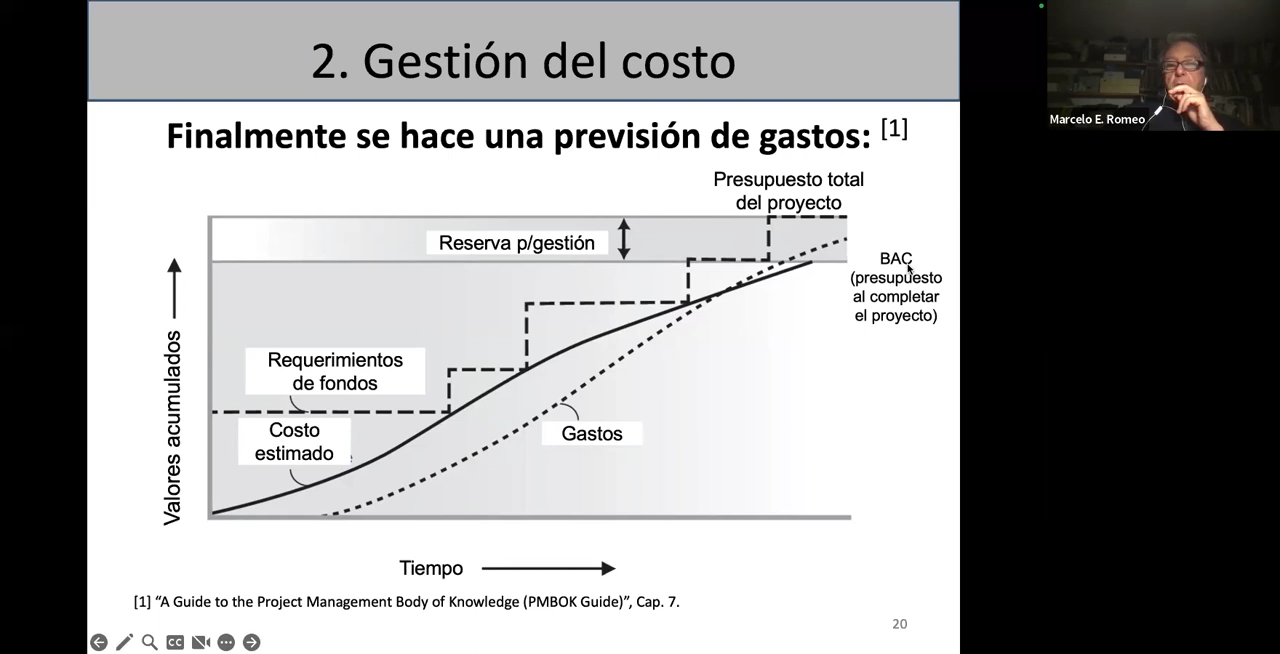 2. Gestión del costo
Finalmente se hace una previsión de gastos: [1]
Presupuesto total
del proyecto
Reserva p/gestión
BAC
(presupuesto
al completar
el proyecto)
Requerimientos
de fondos
Costo
estimado
Gastos
Valores acumulados
Tiempo
[1] “A Guide to the Project Management Body of Knowledge (PMBOK Guide)”, Cap. 7.
20
CC
Marcelo E. Romeo